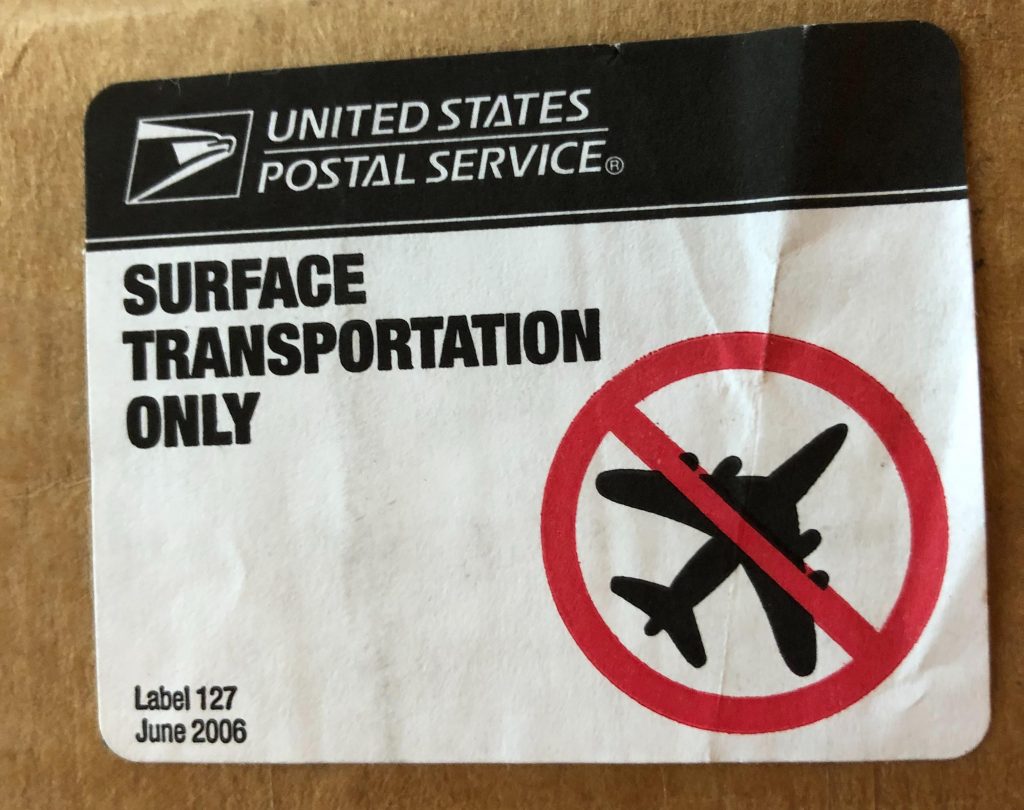 UNITED STATES
POSTAL SERVICE®
SURFACE
TRANSPORTATION
ONLY
Label 127
June 2006